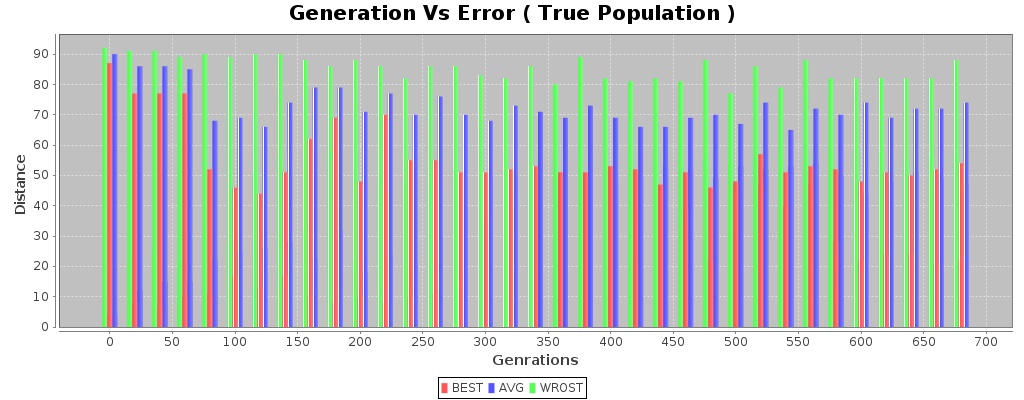 Generation Vs Error ( True Population )
90
80
70
60
50
40
30
20
10
0
Distance
0 50 100 150 200 250 300 350 400 450 500 550 600 650 700
Genrations
BEST AVG WROST